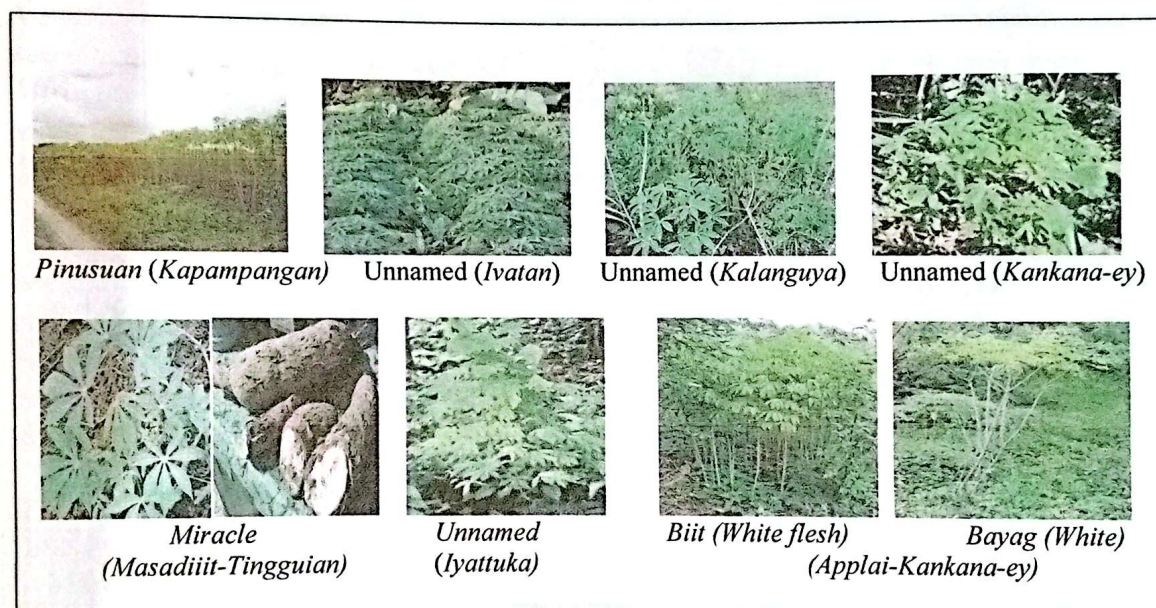 Pinusuan (Kapampangan)
Unnamed (Ivatan)
Unnamed (Kalanguya)
Unnamed (Kankana-ey)
Miracle
(Masadiiit-Tingguian)
Unnamed
(Iyattuka)
Biit (White flesh)
Bayag (White)
(Applai-Kankana-ey)